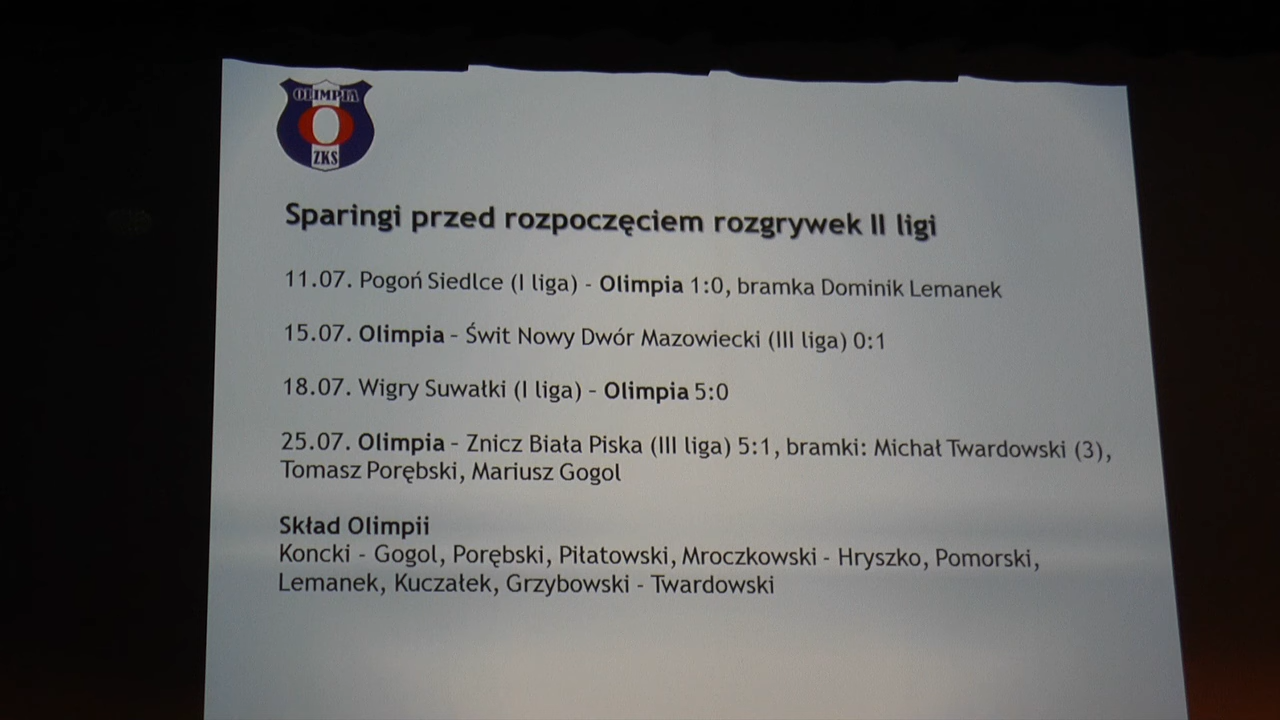 OLIMPIA
O
ZKS
Sparingi przed rozpoczęciem rozgrywek II ligi
11.07. Pogoń Siedlce (I liga) - Olimpia 1:0, bramka Dominik Lemanek
15.07. Olimpia - Świt Nowy Dwór Mazowiecki (III liga) 0:1
18.07. Wigry Suwałki (I liga) - Olimpia 5:0
25.07. Olimpia - Znicz Biała Piska (III liga) 5:1, bramki: Michał Twardowski (3),
Tomasz Porębski, Mariusz Gogol
Skład Olimpii
Koncki - Gogol, Porębski, Piłatowski, Mroczkowski - Hryszko, Pomorski,
Lemanek, Kuczałek, Grzybowski - Twardowski